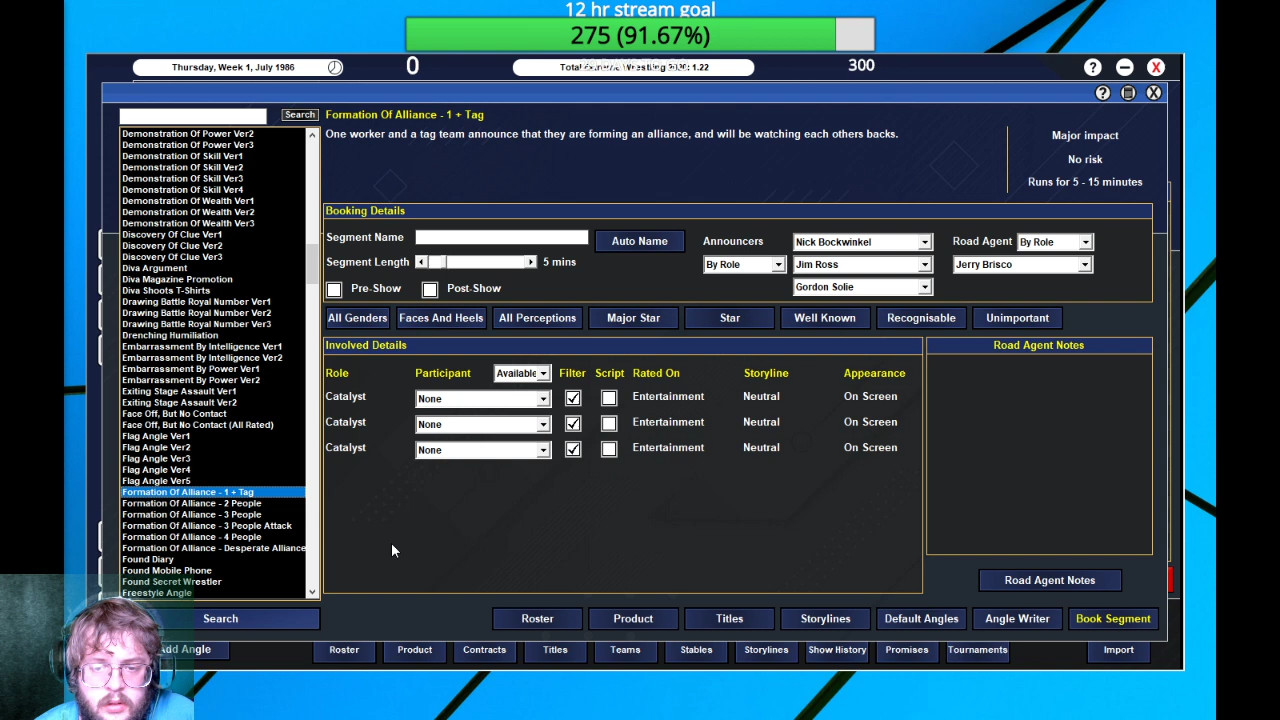 12 hr stream goal
275 (91.67%)
0
300
Thursday, Week 1, July 1986
Total Extreme Wrestling 2020: 1.22
Search
Demonstration Of Power Ver2
Demonstration Of Power Ver3
Demonstration Of Skill Ver1
Demonstration Of Skill Ver2
Demonstration Of Skill Ver3
Demonstration Of Skill Ver4
Demonstration Of Wealth Ver1
Demonstration Of Wealth Ver2
Demonstration Of Wealth Ver3
Discovery Of Clue Ver1
Discovery Of Clue Ver2
Discovery Of Clue Ver3
Diva Argument
Diva Magazine Promotion
Diva Shoots T-Shirts
Drawing Battle Royal Number Ver1
Drawing Battle Royal Number Ver2
Drawing Battle Royal Number Ver3
Drenching Humiliation
Embarrassment By Intelligence Ver1
Embarrassment By Intelligence Ver2
Embarrassment By Power Ver1
Embarrassment By Power Ver2
Exiting Stage Assault Ver1
Exiting Stage Assault Ver2
Face Off, But No Contact
Face Off, But No Contact (All Rated)
Flag Angle Ver1
Flag Angle Ver2
Flag Angle Ver3
Flag Angle Ver4
Flag Angle Ver5
Formation Of Alliance - 1 + Tag
Formation Of Alliance - 2 People
Formation Of Alliance - 3 People
Formation Of Alliance - 3 People Attack
Formation Of Alliance - 4 People
Formation Of Alliance - Desperate Alliance
Found Diary
Found Mobile Phone
Found Secret Wrestler
Freestyle Angle
Search
Formation Of Alliance - 1 + Tag
One worker and a tag team announce that they are forming an alliance, and will be watching each others backs.
Major impact
No risk
Runs for 5 - 15 minutes
Booking Details
Segment Name
Auto Name
Announcers
Nick Bockwinkel
Road Agent
By Role
Segment Length
5 mins
By Role
Jim Ross
Jerry Brisco
Pre-Show
Post-Show
Gordon Solie
All Genders
Faces And Heels
All Perceptions
Major Star
Star
Well Known
Recognisable
Unimportant
Involved Details
Role
Participant
Available
Filter
Script
Rated On
Storyline
Appearance
Catalyst
None
Entertainment
Neutral
On Screen
Catalyst
None
Entertainment
Neutral
On Screen
Catalyst
None
Entertainment
Neutral
On Screen
Road Agent Notes
Road Agent Notes
Roster
Product
Titles
Storylines
Default Angles
Angle Writer
Book Segment
Add Angle
Roster
Product
Contracts
Titles
Teams
Stables
Storylines
Show History
Promises
Tournaments
Import